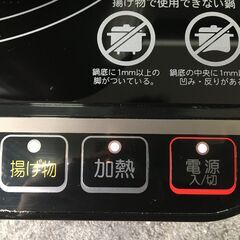 揚げ物で使用できない鍋
鍋底に1mm以上の
脚がついている。
鍋底の中央に1mm以上
凹み・反りがある
揚げ物
加熱
電源
入/切